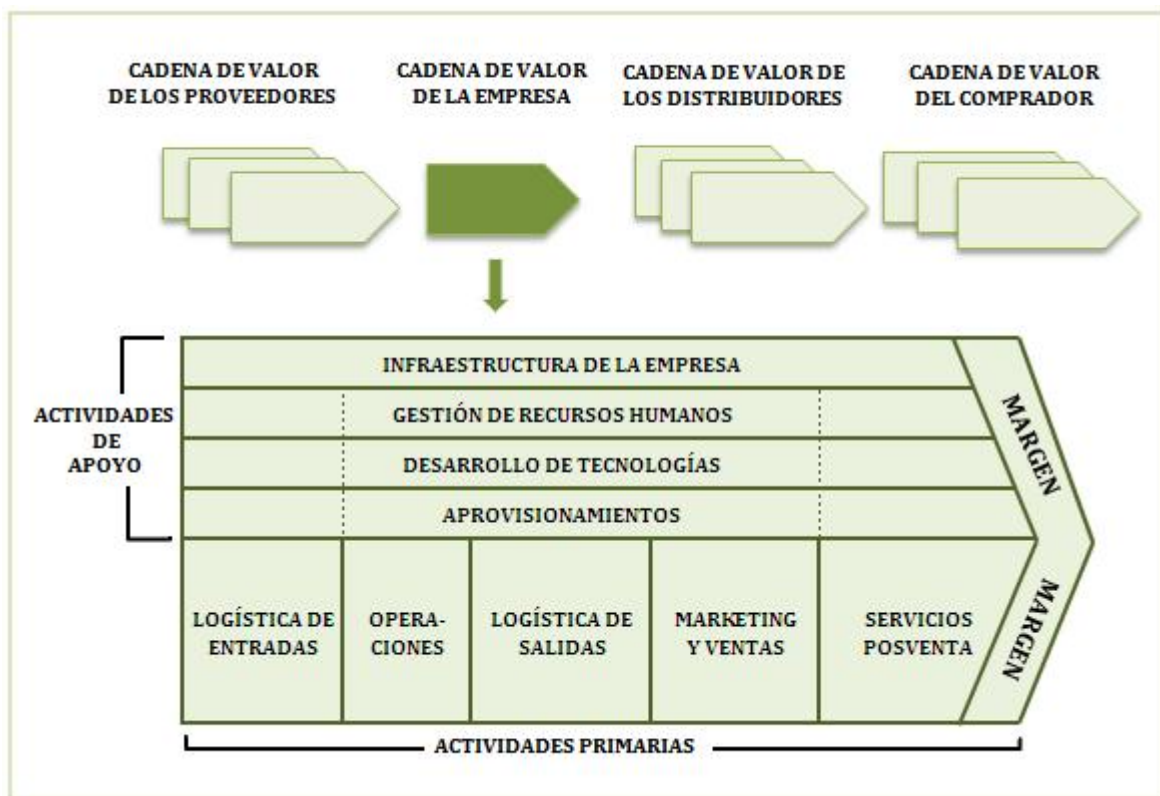 CADENA DE VALOR
DE LOS PROVEEDORES
CADENA DE VALOR
DE LA EMPRESA
CADENA DE VALOR DE
LOS DISTRIBUIDORES
CADENA DE VALOR
DEL COMPRADOR
ACTIVIDADES
DE
APOYO
INFRAESTRUCTURA DE LA EMPRESA
GESTIÓN DE RECURSOS HUMANOS
DESARROLLO DE TECNOLOGÍAS
APROVISIONAMIENTOS
MARGEN
LOGÍSTICA DE
ENTRADAS
OPERA-
CIONES
LOGÍSTICA DE
SALIDAS
MARKETING
Y VENTAS
SERVICIOS
POSVENTA
MARGEN
ACTIVIDADES PRIMARIAS